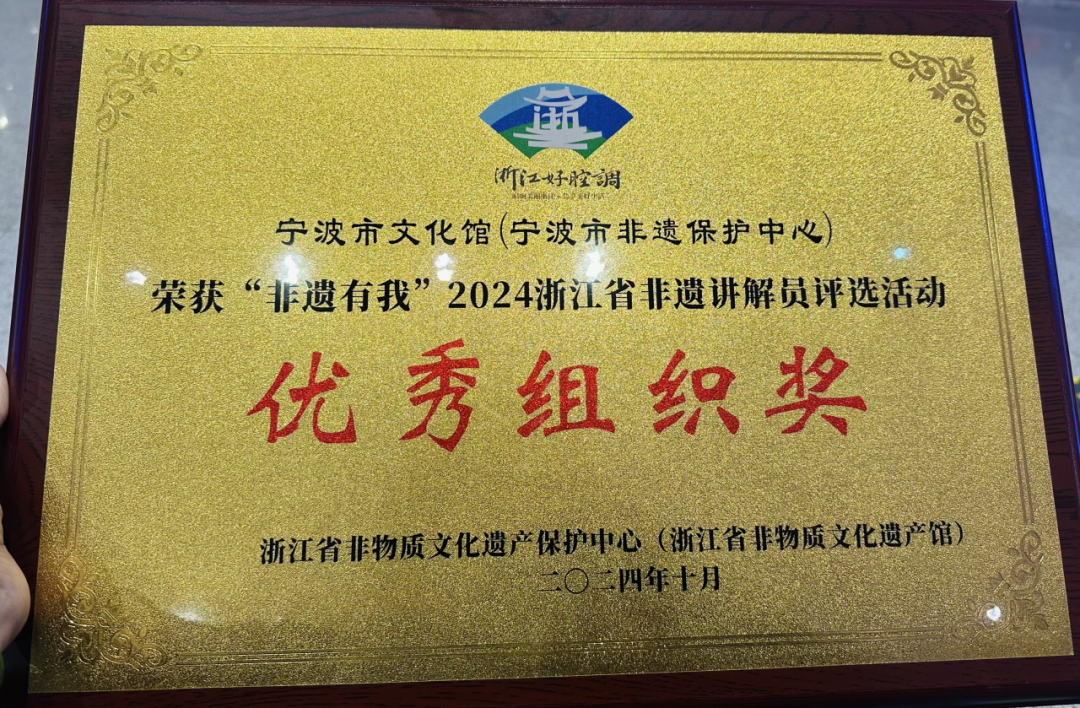 浙
浙江好腔調
宁波市文化馆(宁波市非遗保护中心)
荣获“非遗有我”2024浙江省非遗讲解员评选活动
优秀组织奖
浙江省非物质文化遗产保护中心（浙江省非物质文化遗产馆）
二〇二四年十月